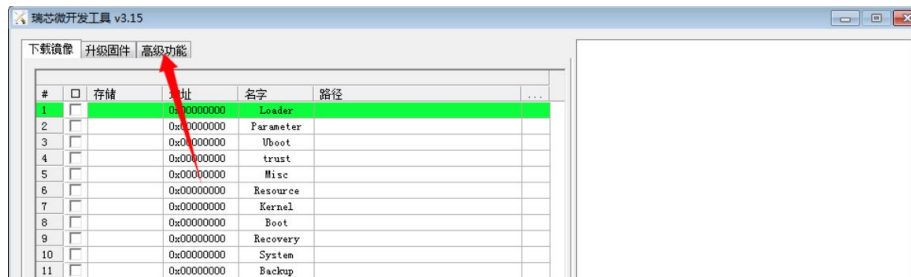 瑞芯微开发工具 v3.15
下载镜像 升级固件 高级功能
# 存储 地址 名字 路径 ...
1 0x00000000 Loader
2 0x00000000 Parameter
3 0x00000000 Uboot
4 0x00000000 trust
5 0x00000000 Misc
6 0x00000000 Resource
7 0x00000000 Kernel
8 0x00000000 Boot
9 0x00000000 Recovery
10 0x00000000 System
11 0x00000000 Backup